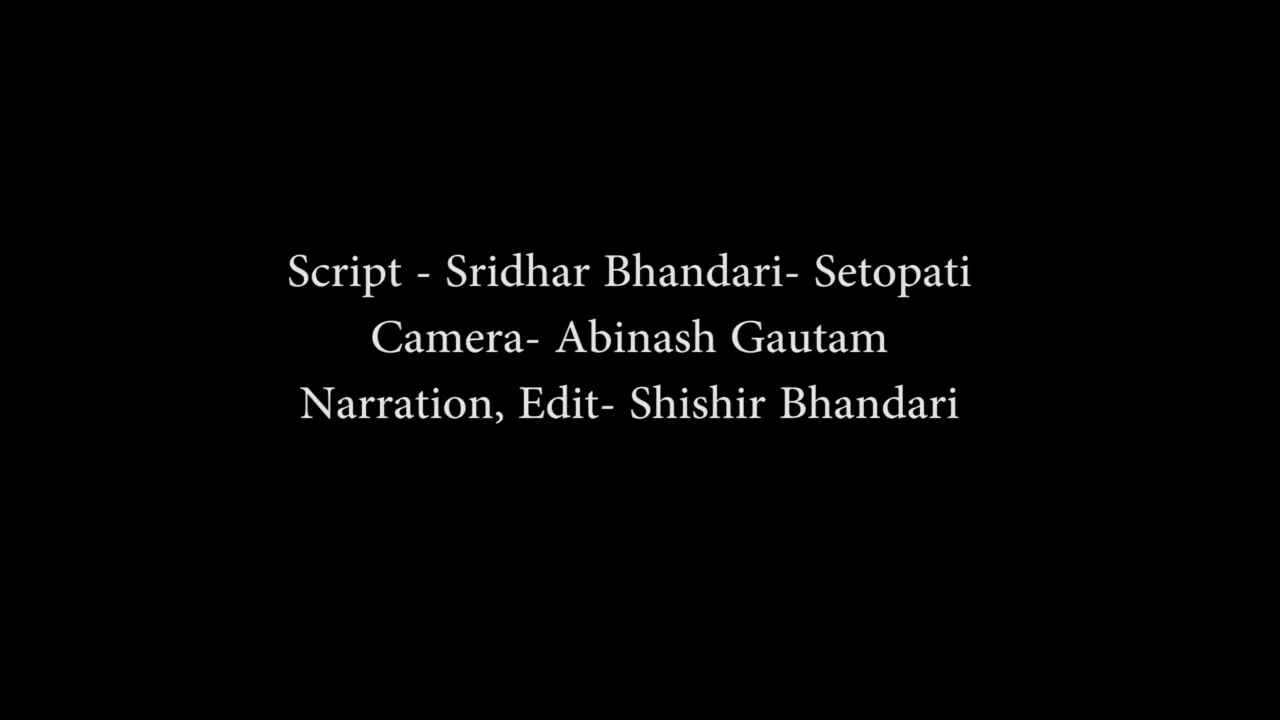 Script - Sridhar Bhandari- Setopati
Camera- Abinash Gautam
Narration, Edit- Shishir Bhandari